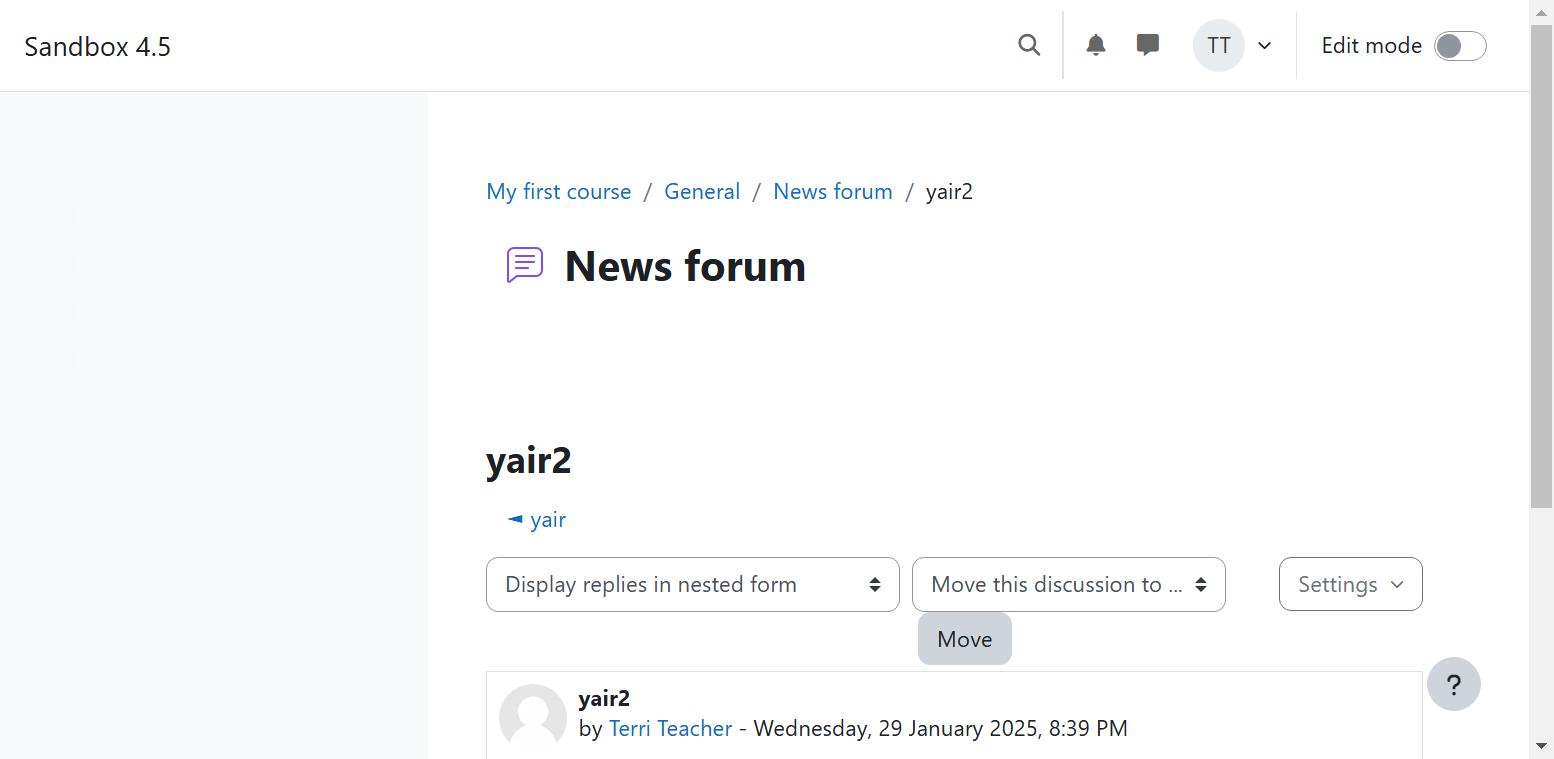 Sandbox 4.5
TT
Edit mode
My first course / General / News forum / yair2
News forum
yair2
◄ yair
Display replies in nested form
Move this discussion to ...
Settings
Move
?
yair2
by Terri Teacher - Wednesday, 29 January 2025, 8:39 PM